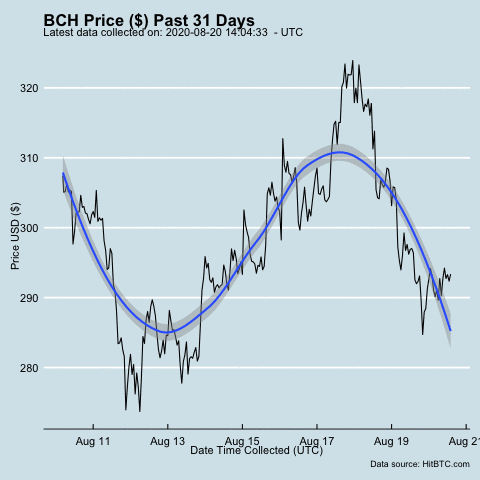 BCH Price ($) Past 31 Days
Latest data collected on: 2020-08-20 14:04:33 - UTC
Price USD ($)
320
310
300
290
280
Aug 11
Aug 13
Aug 15
Aug 17
Aug 19
Aug 21
Date Time Collected (UTC)
Data source: HitBTC.com